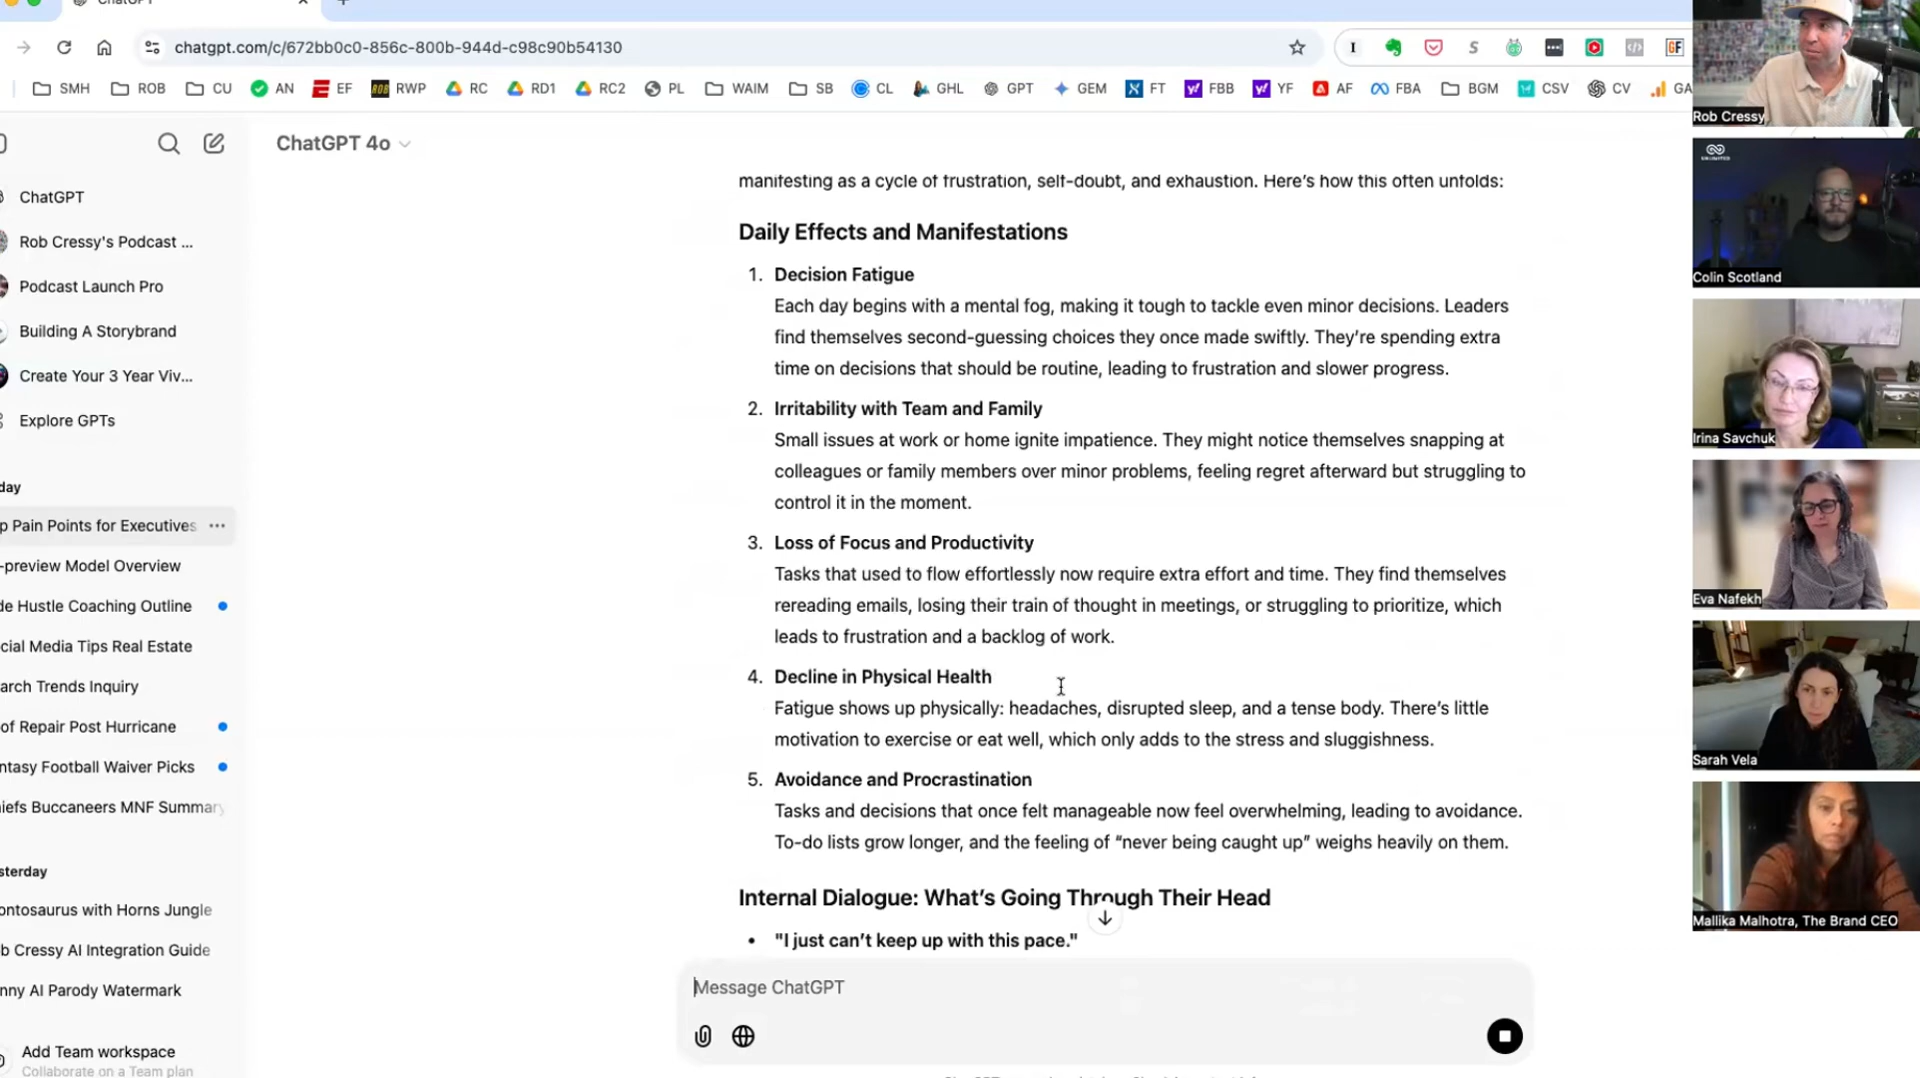 ChatGPT
chatgpt.com/c/672bb0c0-856c-800b-944d-c98c90b54130
SMH ROB CU AN EF RWP RC RD1 RC2 PL WAIM SB CL GHL GPT GEM FT FBB YF AF FBA BGM CSV CV GA
ChatGPT 4o
ChatGPT
Rob Cressy's Podcast ...
Podcast Launch Pro
Building A Storybrand
Create Your 3 Year Viv...
Explore GPTs
day
p Pain Points for Executives
-preview Model Overview
de Hustle Coaching Outline
cial Media Tips Real Estate
arch Trends Inquiry
of Repair Post Hurricane
ntasy Football Waiver Picks
iefs Buccaneers MNF Summary
sterday
ontosaurus with Horns Jungle
b Cressy AI Integration Guide
nny AI Parody Watermark
Add Team workspace
Collaborate on a Team plan
manifesting as a cycle of frustration, self-doubt, and exhaustion. Here’s how this often unfolds:
Daily Effects and Manifestations
1. Decision Fatigue
Each day begins with a mental fog, making it tough to tackle even minor decisions. Leaders
find themselves second-guessing choices they once made swiftly. They’re spending extra
time on decisions that should be routine, leading to frustration and slower progress.
2. Irritability with Team and Family
Small issues at work or home ignite impatience. They might notice themselves snapping at
colleagues or family members over minor problems, feeling regret afterward but struggling to
control it in the moment.
3. Loss of Focus and Productivity
Tasks that used to flow effortlessly now require extra effort and time. They find themselves
rereading emails, losing their train of thought in meetings, or struggling to prioritize, which
leads to frustration and a backlog of work.
4. Decline in Physical Health
Fatigue shows up physically: headaches, disrupted sleep, and a tense body. There’s little
motivation to exercise or eat well, which only adds to the stress and sluggishness.
5. Avoidance and Procrastination
Tasks and decisions that once felt manageable now feel overwhelming, leading to avoidance.
To-do lists grow longer, and the feeling of “never being caught up” weighs heavily on them.
Internal Dialogue: What’s Going Through Their Head
• "I just can’t keep up with this pace."
Message ChatGPT
Rob Cressy
Colin Scotland
Irina Savchuk
Eva Nafekh
Sarah Vela
Mallika Malhotra, The Brand CEO